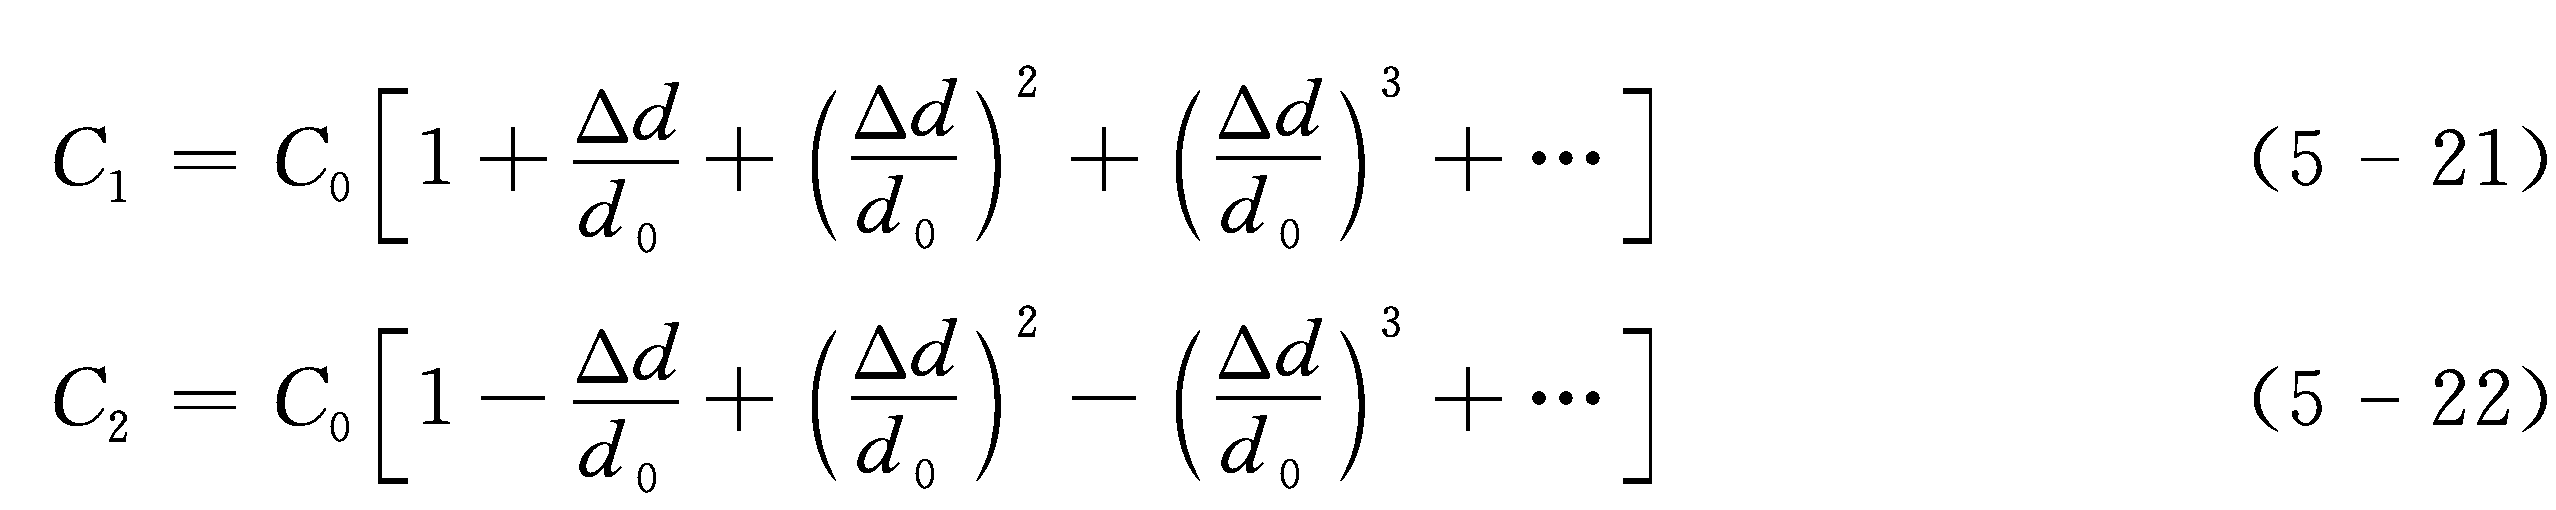 C₁ = C₀[1 + Δd/d₀ + (Δd/d₀)² + (Δd/d₀)³ + ⋯] (5 - 21)
C₂ = C₀[1 − Δd/d₀ + (Δd/d₀)² − (Δd/d₀)³ + ⋯] (5 - 22)